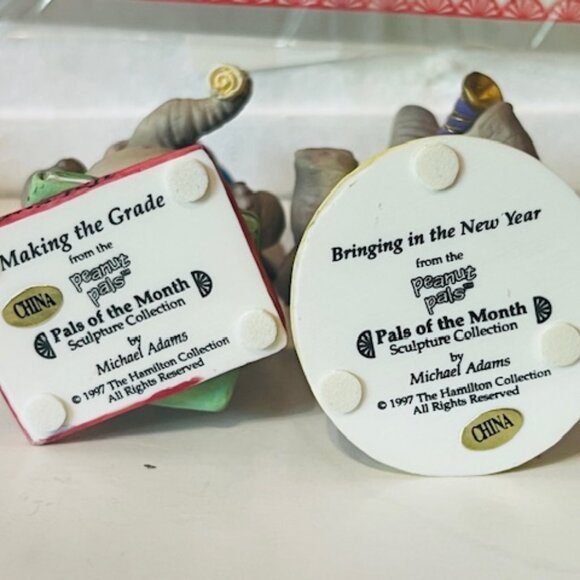 Making the Grade
from the
peanut
pals™
CHINA
Pals of the Month
Sculpture Collection
by
Michael Adams
© 1997 The Hamilton Collection
All Rights Reserved
Bringing in the New Year
from the
peanut
pals™
Pals of the Month
Sculpture Collection
by
Michael Adams
© 1997 The Hamilton Collection
All Rights Reserved
CHINA